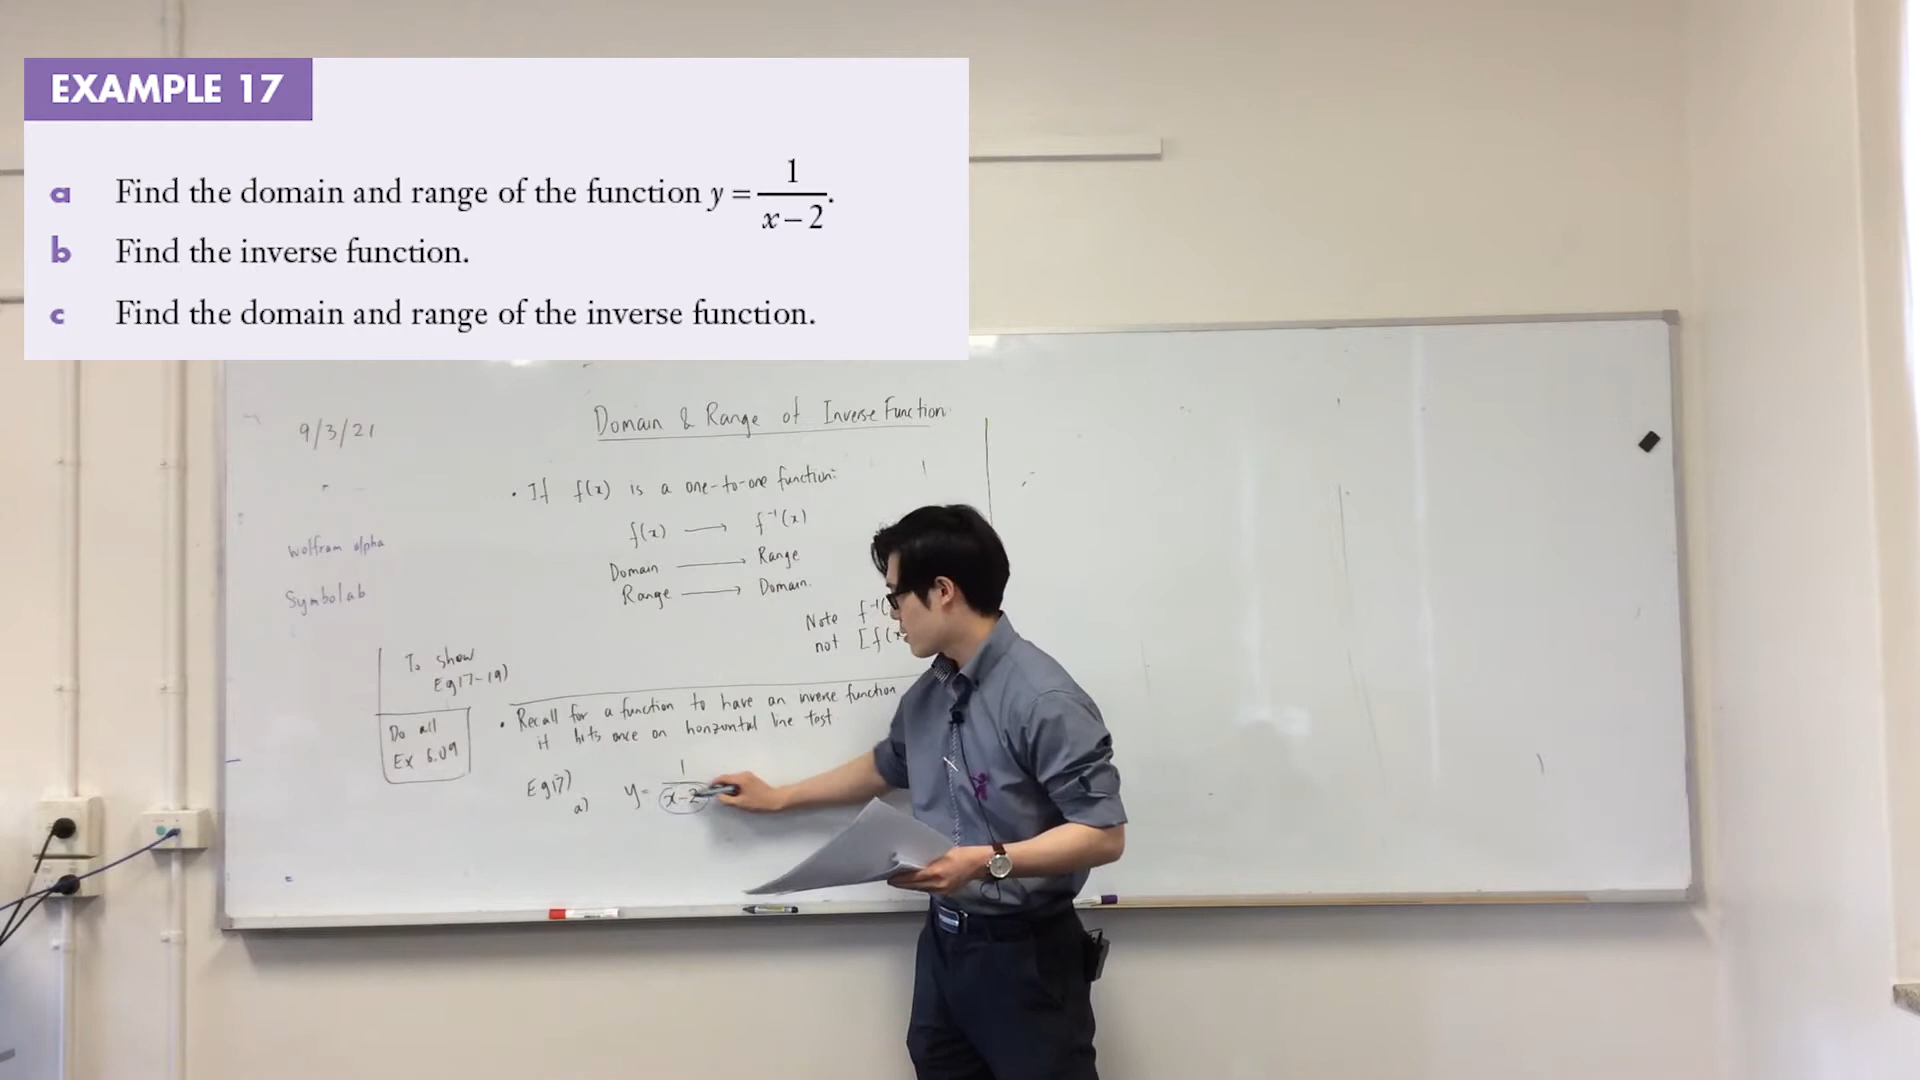 EXAMPLE 17
a Find the domain and range of the function y = 1/(x − 2).
b Find the inverse function.
c Find the domain and range of the inverse function.
9/3/21
Domain & Range of Inverse Function
• If f(x) is a one-to-one function:
f(x) → f⁻¹(x)
Domain → Range
Range → Domain.
Note f⁻¹(
not [f(x
Wolfram alpha
Symbolab
To show
Eg17-19)
Do all
Ex 6.09
• Recall for a function to have an inverse function
it hits once on horizontal line test
Eg17)
a) y = 1/(x-2